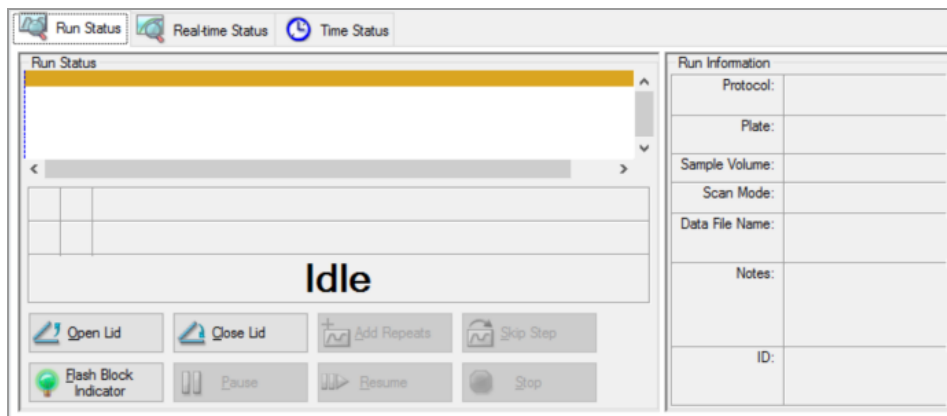 Run Status Real-time Status Time Status
Run Status
Run Information
Protocol:
Plate:
Sample Volume:
Scan Mode:
Data File Name:
Notes:
ID:
Idle
Open Lid Close Lid Add Repeats Skip Step
Flash Block
Indicator
Pause Resume Stop